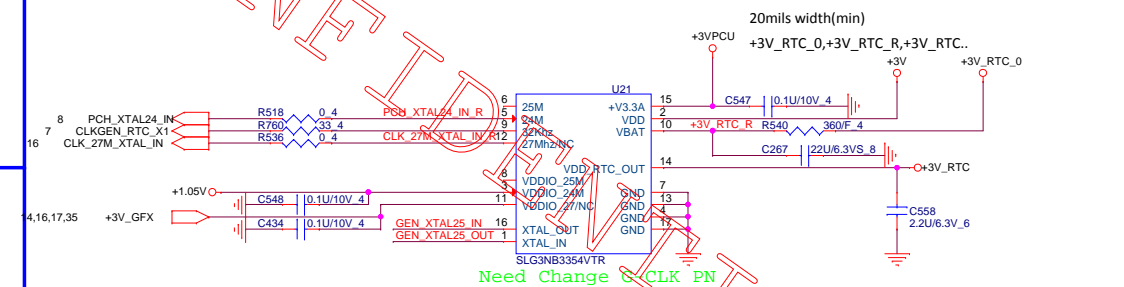 20mils width(min)
+3VPCU
+3V_RTC_0,+3V_RTC_R,+3V_RTC..
+3V
+3V_RTC_0
U21
6 25M +V3.3A 15 C547 0.1U/10V_4
8 PCH_XTAL24_IN R518 0_4 PCH_XTAL24_IN_R 5 24M VDD 2
7 CLKGEN_RTC_X1 R760 33_4 9 32Khz VBAT 10 +3V_RTC_R R540 360/F_4
16 CLK_27M_XTAL_IN R536 0_4 CLK_27M_XTAL_IN_R 12 27Mhz/NC
C267 22U/6.3VS_8
VDD_RTC_OUT 14 +3V_RTC
8 VDDIO_25M
+1.05V 3 VDDIO_24M GND 7
C548 0.1U/10V_4 11 VDDIO_27/NC GND 13
14,16,17,35 +3V_GFX GND 4
C434 0.1U/10V_4 GEN_XTAL25_IN 16 XTAL_OUT GND 17
GEN_XTAL25_OUT 1 XTAL_IN
C558
2.2U/6.3V_6
SLG3NB3354VTR
Need Change G-CLK PN